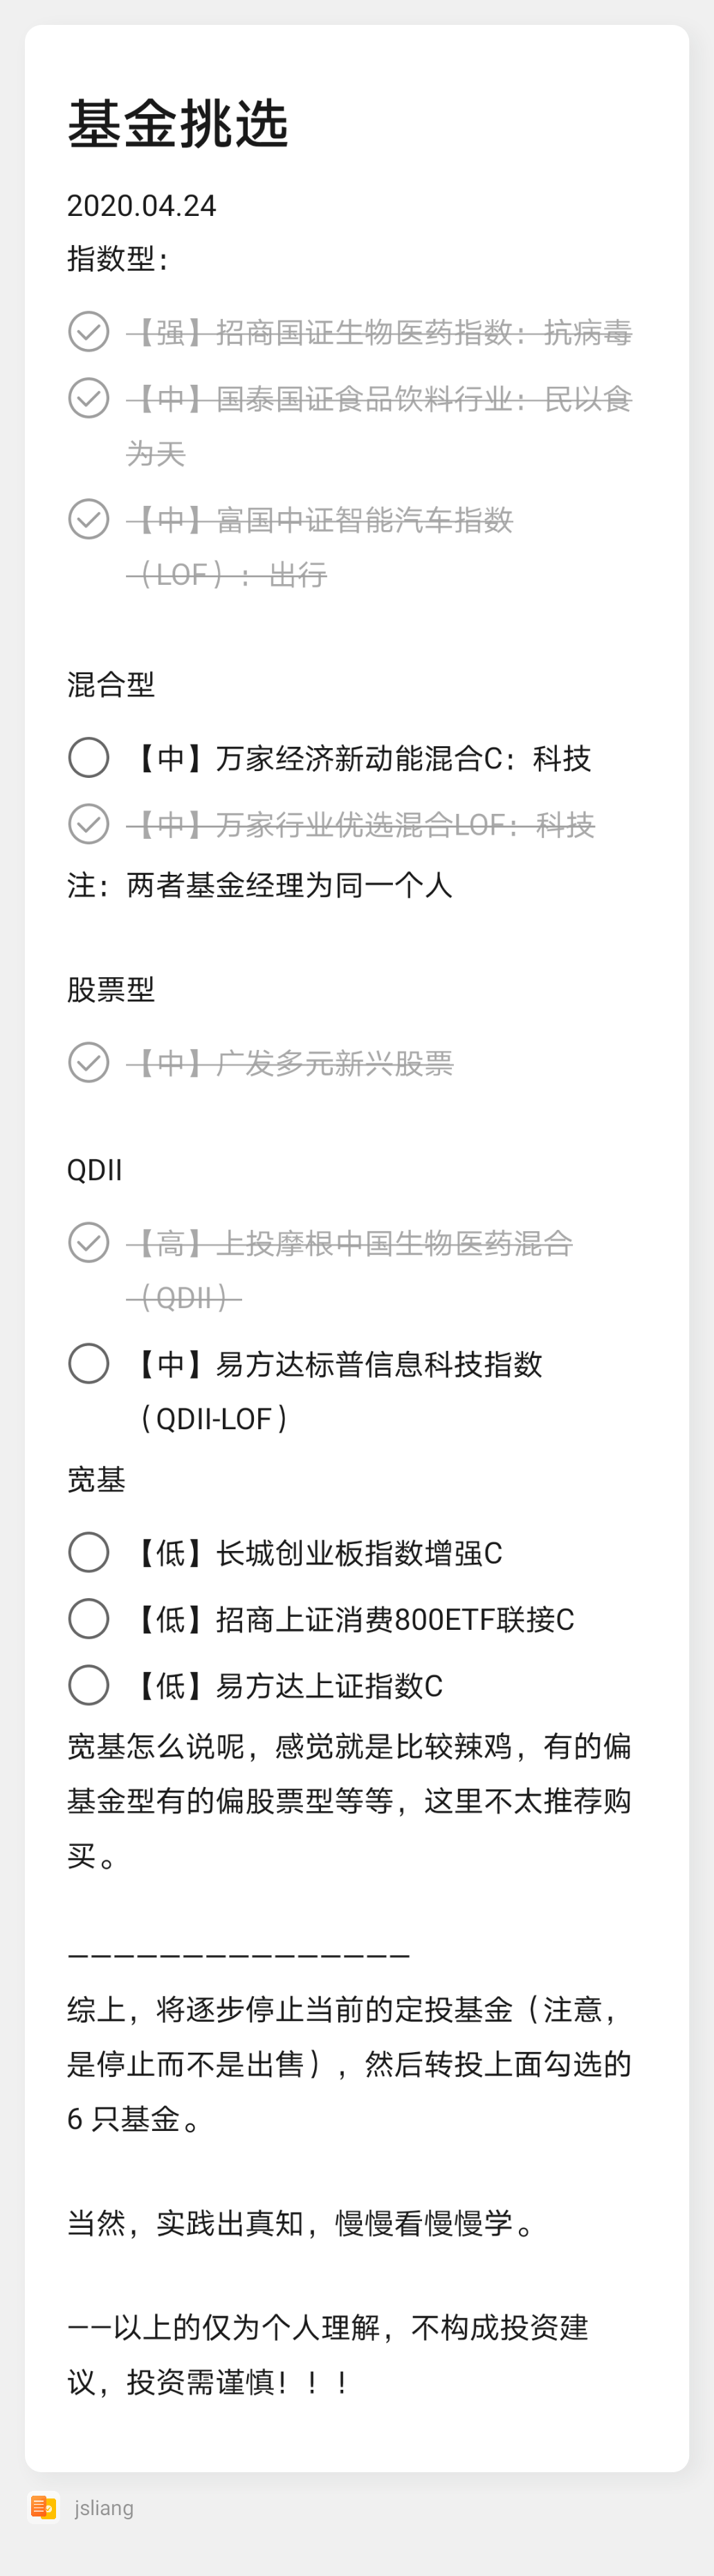 基金挑选
2020.04.24
指数型：
【强】招商国证生物医药指数：抗病毒
【中】国泰国证食品饮料行业：民以食
为天
【中】富国中证智能汽车指数
（LOF）：出行
混合型
【中】万家经济新动能混合C：科技
【中】万家行业优选混合LOF：科技
注：两者基金经理为同一个人
股票型
【中】广发多元新兴股票
QDII
【高】上投摩根中国生物医药混合
（QDII）
【中】易方达标普信息科技指数
（QDII-LOF）
宽基
【低】长城创业板指数增强C
【低】招商上证消费800ETF联接C
【低】易方达上证指数C
宽基怎么说呢，感觉就是比较辣鸡，有的偏
基金型有的偏股票型等等，这里不太推荐购
买。
———————————————
综上，将逐步停止当前的定投基金（注意，
是停止而不是出售），然后转投上面勾选的
6 只基金。
当然，实践出真知，慢慢看慢慢学。
——以上的仅为个人理解，不构成投资建
议，投资需谨慎！！！
jsliang